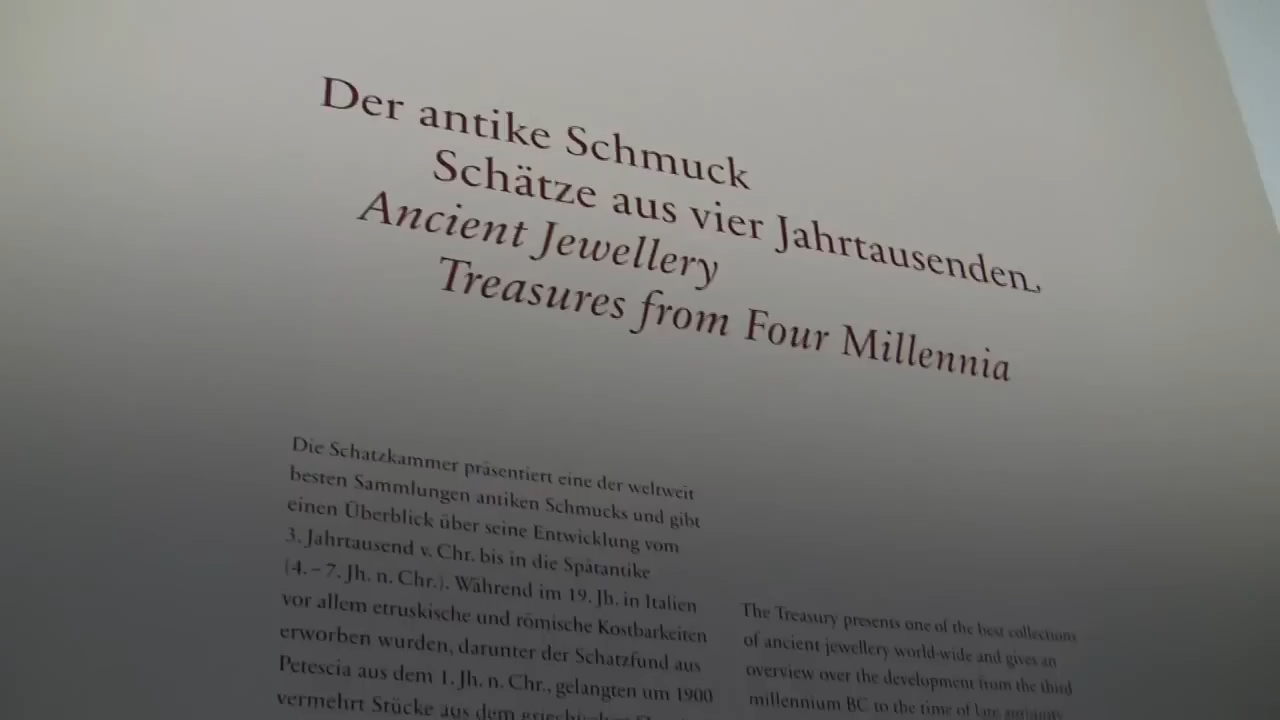 Der antike Schmuck
Schätze aus vier Jahrtausenden
Ancient Jewellery
Treasures from Four Millennia
Die Schatzkammer präsentiert eine der weltweit
besten Sammlungen antiken Schmucks und gibt
einen Überblick über seine Entwicklung vom
3. Jahrtausend v. Chr. bis in die Spätantike
(4. – 7. Jh. n. Chr.). Während im 19. Jh. in Italien
vor allem etruskische und römische Kostbarkeiten
erworben wurden, darunter der Schatzfund aus
Petescia aus dem 1. Jh. n. Chr., gelangten um 1900
vermehrt Stücke aus dem griechischen
The Treasury presents one of the best collections
of ancient jewellery world-wide and gives an
overview over the development from the third
millennium BC to the time of late antiquity